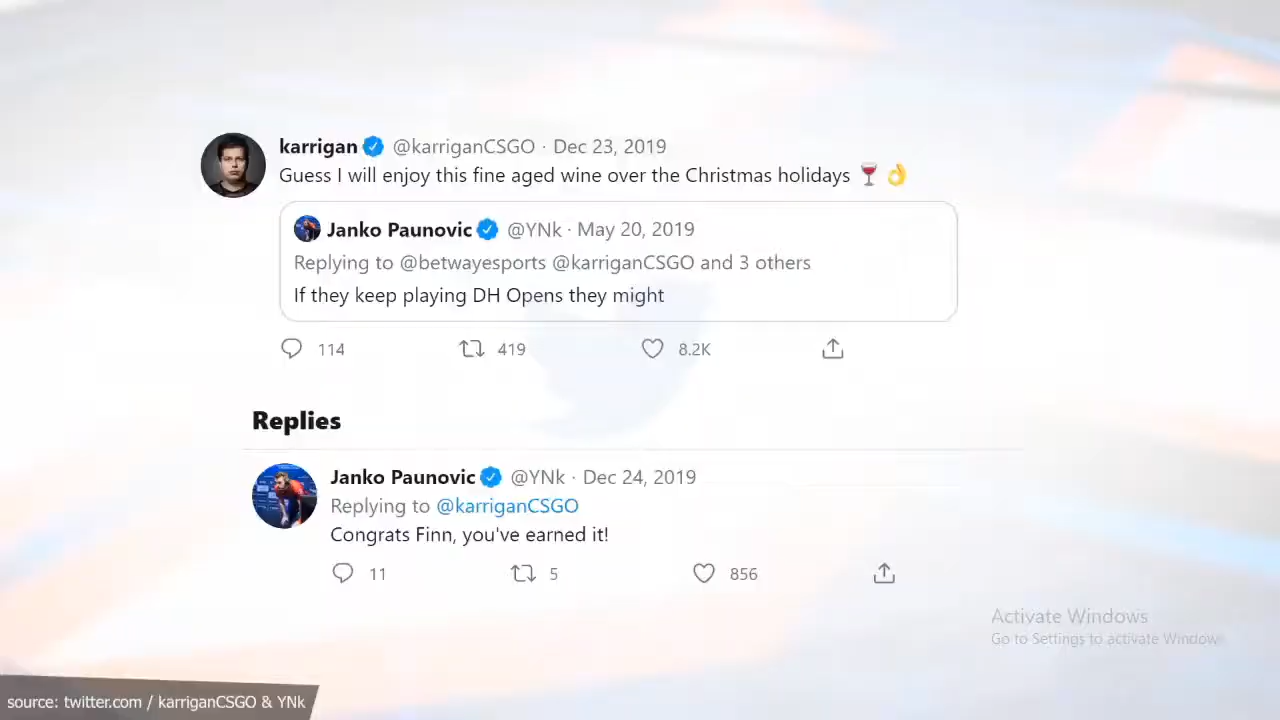 karrigan @karriganCSGO · Dec 23, 2019
Guess I will enjoy this fine aged wine over the Christmas holidays 🍷 👌
Janko Paunovic @YNk · May 20, 2019
Replying to @betwayesports @karriganCSGO and 3 others
If they keep playing DH Opens they might
114 419 8.2K
Replies
Janko Paunovic @YNk · Dec 24, 2019
Replying to @karriganCSGO
Congrats Finn, you've earned it!
11 5 856
Activate Windows
Go to Settings to activate Window
source: twitter.com / karriganCSGO & YNk